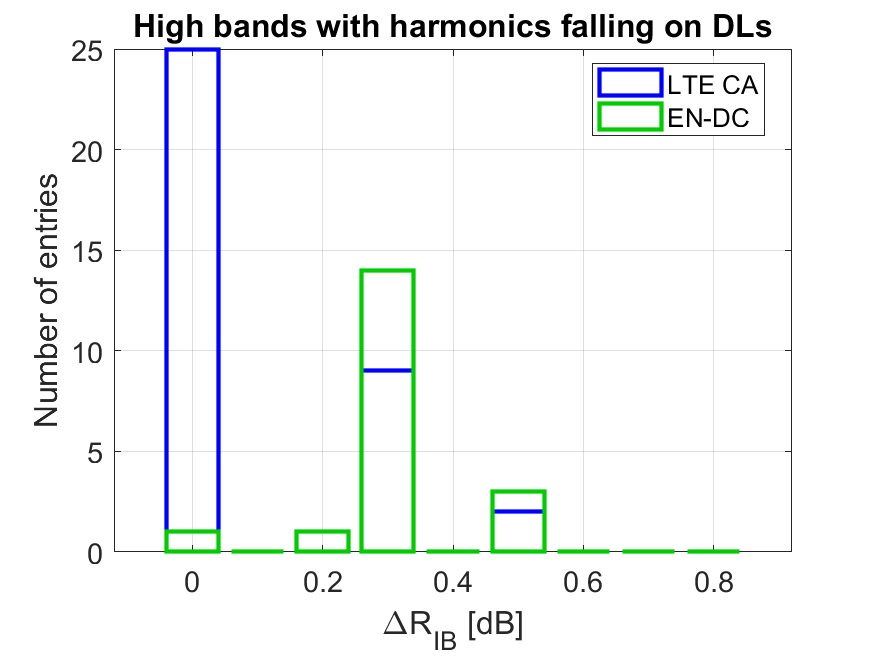 High bands with harmonics falling on DLs
LTE CA
EN-DC
Number of entries
25
20
15
10
5
0
0 0.2 0.4 0.6 0.8
ΔR_IB [dB]